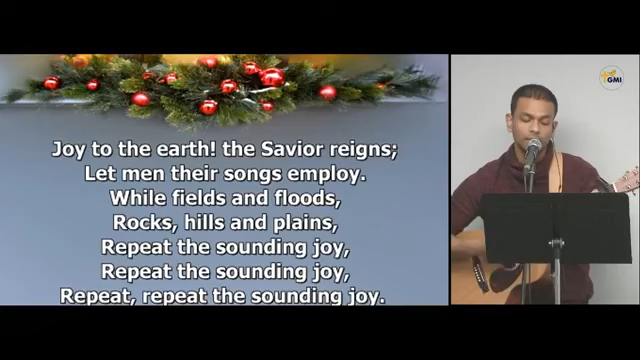 Joy to the earth! the Savior reigns;
Let men their songs employ.
While fields and floods,
Rocks, hills and plains,
Repeat the sounding joy,
Repeat the sounding joy,
Repeat, repeat the sounding joy.
GMI